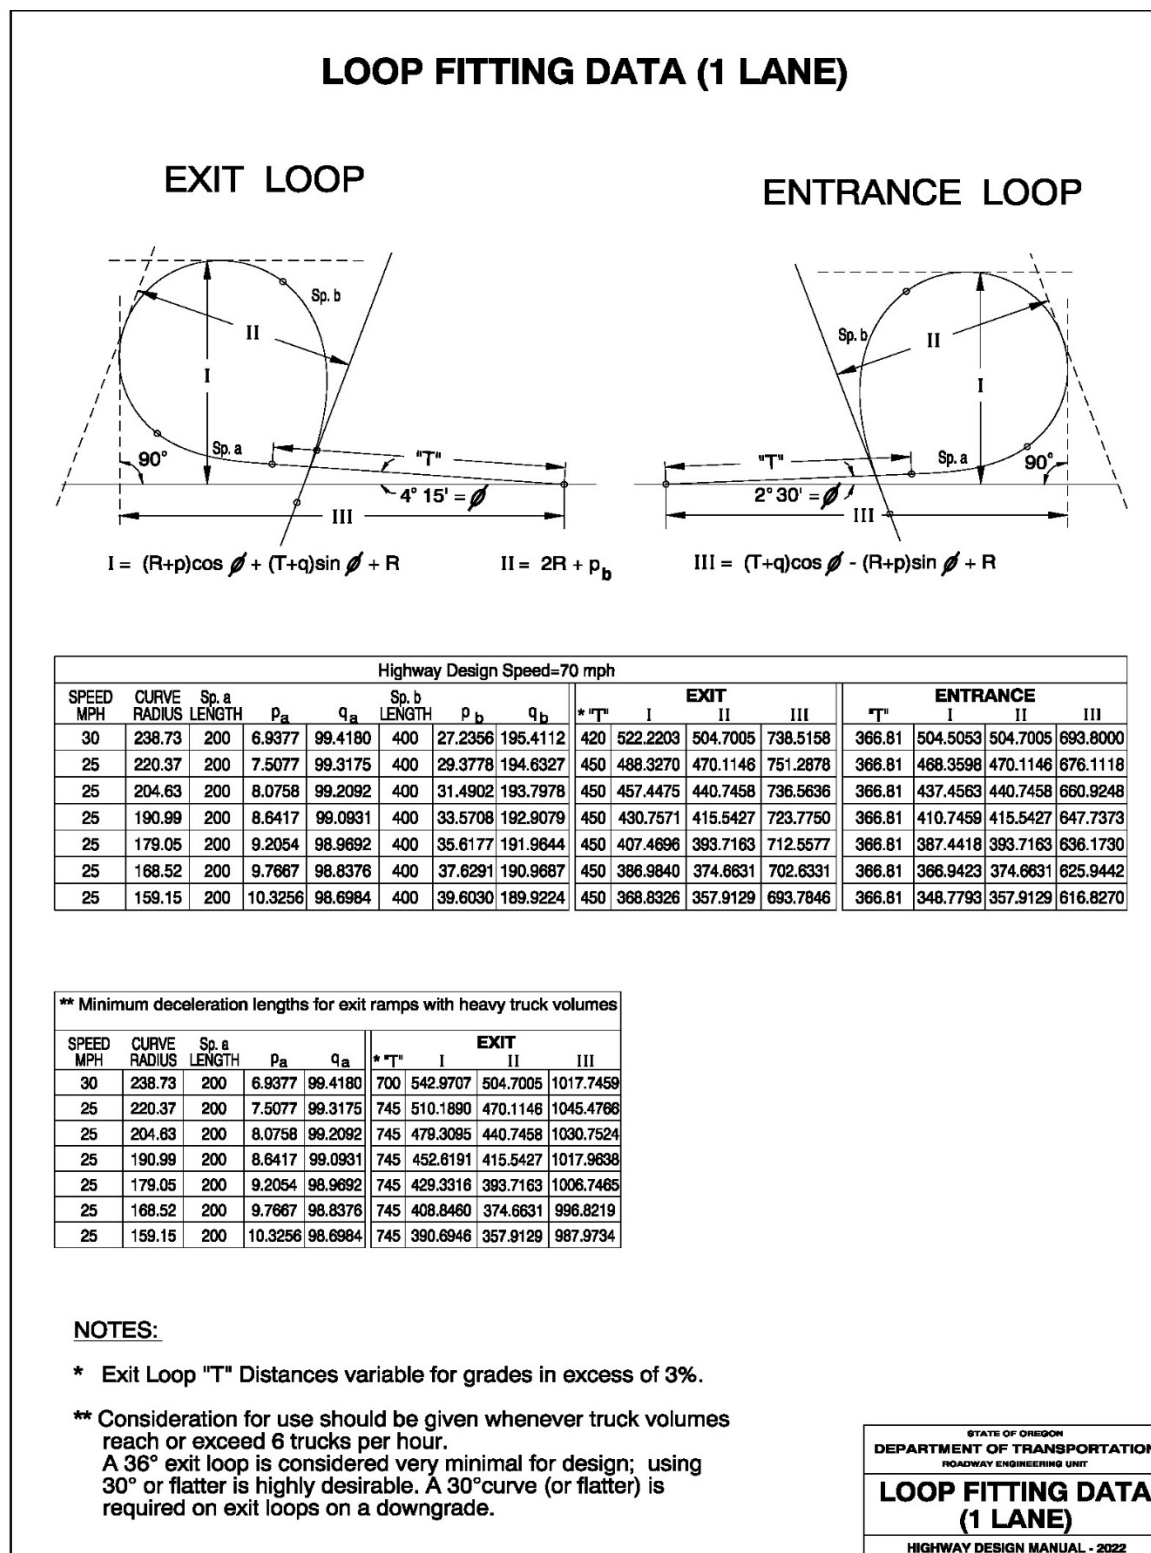 LOOP FITTING DATA (1 LANE)
EXIT LOOP
ENTRANCE LOOP
Sp. b
II
I
Sp. a
90°
"T"
4° 15' = ϕ
III
Sp. b
II
I
"T"
Sp. a
90°
2° 30' = ϕ
III
I = (R+p)cos ϕ + (T+q)sin ϕ + R
II = 2R + p_b
III = (T+q)cos ϕ - (R+p)sin ϕ + R
Highway Design Speed=70 mph
SPEED MPH CURVE RADIUS Sp. a LENGTH p_a q_a Sp. b LENGTH p_b q_b EXIT * "T" I II III ENTRANCE "T" I II III
30 238.73 200 6.9377 99.4180 400 27.2356 195.4112 420 522.2203 504.7005 738.5158 366.81 504.5053 504.7005 693.8000
25 220.37 200 7.5077 99.3175 400 29.3778 194.6327 450 488.3270 470.1146 751.2878 366.81 468.3598 470.1146 676.1118
25 204.63 200 8.0758 99.2092 400 31.4902 193.7978 450 457.4475 440.7458 736.5636 366.81 437.4563 440.7458 660.9248
25 190.99 200 8.6417 99.0931 400 33.5708 192.9079 450 430.7571 415.5427 723.7750 366.81 410.7459 415.5427 647.7373
25 179.05 200 9.2054 98.9692 400 35.6177 191.9644 450 407.4696 393.7163 712.5577 366.81 387.4418 393.7163 636.1730
25 168.52 200 9.7667 98.8376 400 37.6291 190.9687 450 386.9840 374.6631 702.6331 366.81 366.9423 374.6631 625.9442
25 159.15 200 10.3256 98.6984 400 39.6030 189.9224 450 368.8326 357.9129 693.7846 366.81 348.7793 357.9129 616.8270
** Minimum deceleration lengths for exit ramps with heavy truck volumes
SPEED MPH CURVE RADIUS Sp. a LENGTH p_a q_a EXIT * "T" I II III
30 238.73 200 6.9377 99.4180 700 542.9707 504.7005 1017.7459
25 220.37 200 7.5077 99.3175 745 510.1890 470.1146 1045.4766
25 204.63 200 8.0758 99.2092 745 479.3095 440.7458 1030.7524
25 190.99 200 8.6417 99.0931 745 452.6191 415.5427 1017.9638
25 179.05 200 9.2054 98.9692 745 429.3316 393.7163 1006.7465
25 168.52 200 9.7667 98.8376 745 408.8460 374.6631 996.8219
25 159.15 200 10.3256 98.6984 745 390.6946 357.9129 987.9734
NOTES:
* Exit Loop "T" Distances variable for grades in excess of 3%.
** Consideration for use should be given whenever truck volumes
reach or exceed 6 trucks per hour.
A 36° exit loop is considered very minimal for design; using
30° or flatter is highly desirable. A 30°curve (or flatter) is
required on exit loops on a downgrade.
STATE OF OREGON
DEPARTMENT OF TRANSPORTATION
ROADWAY ENGINEERING UNIT
LOOP FITTING DATA
(1 LANE)
HIGHWAY DESIGN MANUAL - 2022